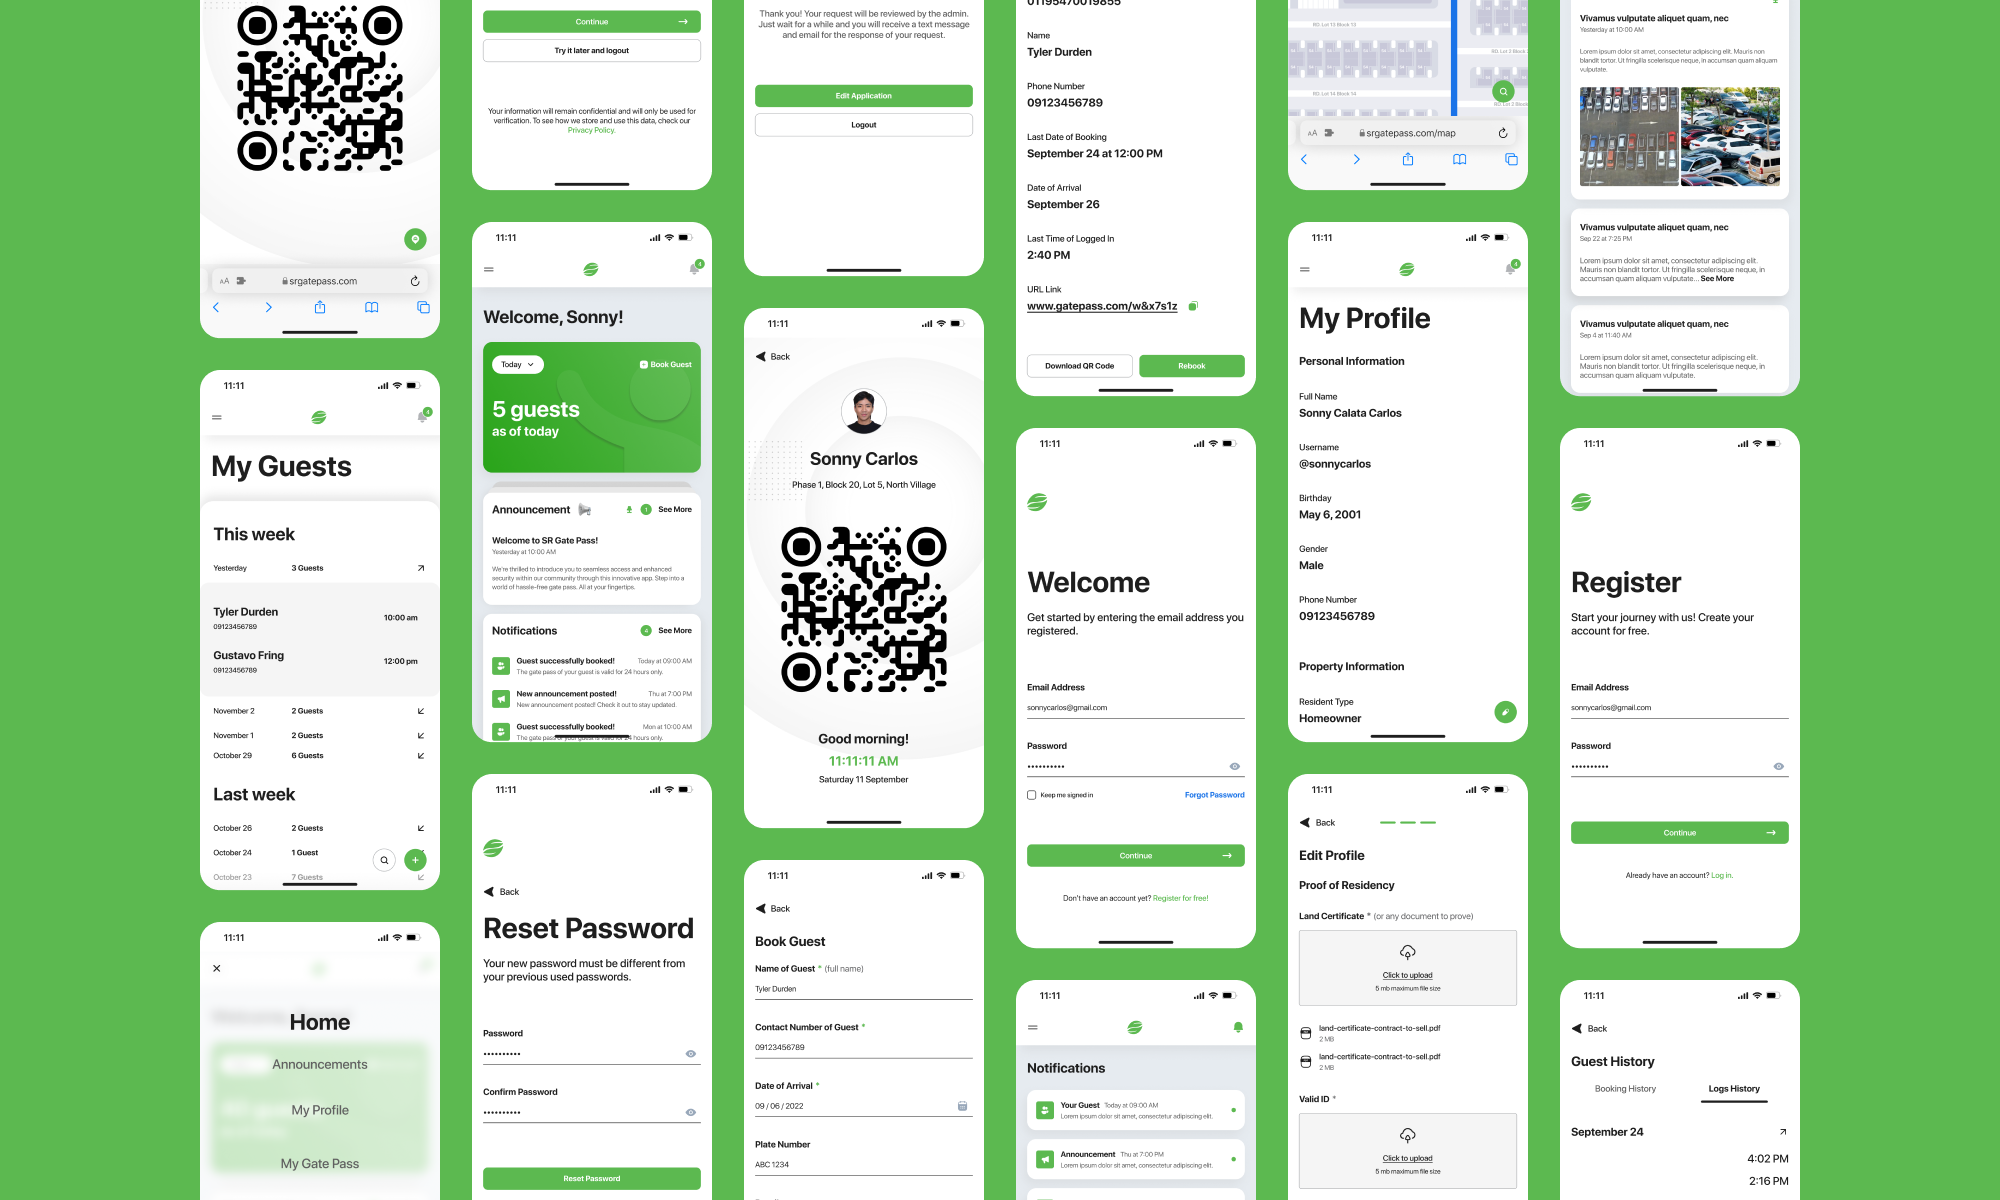 srgatepass.com
AA
11:11
4
My Guests
This week
Yesterday 3 Guests
Tyler Durden
09123456789
10:00 am
Gustavo Fring
09123456789
12:00 pm
November 2 2 Guests
November 1 2 Guests
October 29 6 Guests
Last week
October 26 2 Guests
October 24 1 Guest
October 23 7 Guests
11:11
Home
Announcements
My Profile
My Gate Pass
Continue
Try it later and logout
Your information will remain confidential and will only be used for
verification. To see how we store and use this data, check our
Privacy Policy.
11:11
4
Welcome, Sonny!
Today
Book Guest
5 guests
as of today
Announcement 1 See More
Welcome to SR Gate Pass!
Yesterday at 10:00 AM
We're thrilled to introduce you to seamless access and enhanced
security within our community through this innovative app. Step into a
world of hassle-free gate pass. All at your fingertips.
Notifications 4 See More
Guest successfully booked! Today at 09:00 AM
The gate pass of your guest is valid for 24 hours only.
New announcement posted! Thu at 7:00 PM
New announcement posted! Check it out to stay updated.
Guest successfully booked! Mon at 10:00 AM
The gate pass of your guest is valid for 24 hours only.
11:11
Back
Reset Password
Your new password must be different from
your previous used passwords.
Password
••••••••••
Confirm Password
••••••••••
Reset Password
Thank you! Your request will be reviewed by the admin.
Just wait for a while and you will receive a text message
and email for the response of your request.
Edit Application
Logout
11:11
Back
Sonny Carlos
Phase 1, Block 20, Lot 5, North Village
Good morning!
11:11:11 AM
Saturday 11 September
11:11
Back
Book Guest
Name of Guest * (full name)
Tyler Durden
Contact Number of Guest *
09123456789
Date of Arrival *
09 / 06 / 2022
Plate Number
ABC 1234
01195470019855
Name
Tyler Durden
Phone Number
09123456789
Last Date of Booking
September 24 at 12:00 PM
Date of Arrival
September 26
Last Time of Logged In
2:40 PM
URL Link
www.gatepass.com/w&x7s1z
Download QR Code
Rebook
11:11
Welcome
Get started by entering the email address you
registered.
Email Address
sonnycarlos@gmail.com
Password
••••••••••
Keep me signed in
Forgot Password
Continue
Don't have an account yet? Register for free!
11:11
Notifications
Your Guest Today at 09:00 AM
Lorem ipsum dolor sit amet, consectetur adipiscing elit.
Announcement Thu at 7:00 PM
Lorem ipsum dolor sit amet, consectetur adipiscing elit.
RD. Lot 13 Block 13
RD. Lot 14 Block 14
AA
srgatepass.com/map
11:11
4
My Profile
Personal Information
Full Name
Sonny Calata Carlos
Username
@sonnycarlos
Birthday
May 6, 2001
Gender
Male
Phone Number
09123456789
Property Information
Resident Type
Homeowner
11:11
Back
Edit Profile
Proof of Residency
Land Certificate * (or any document to prove)
Click to upload
5 mb maximum file size
land-certificate-contract-to-sell.pdf
2 MB
land-certificate-contract-to-sell.pdf
2 MB
Valid ID *
Click to upload
5 mb maximum file size
Vivamus vulputate aliquet quam, nec
Yesterday at 10:00 AM
Lorem ipsum dolor sit amet, consectetur adipiscing elit. Mauris non
blandit tortor. Ut fringilla scelerisque neque, in accumsan quam aliquam
vulputate.
Vivamus vulputate aliquet quam, nec
Sep 22 at 7:25 PM
Lorem ipsum dolor sit amet, consectetur adipiscing elit.
Mauris non blandit tortor. Ut fringilla scelerisque neque, in
accumsan quam aliquam vulputate... See More
Vivamus vulputate aliquet quam, nec
Sep 4 at 11:40 AM
Lorem ipsum dolor sit amet, consectetur adipiscing elit.
Mauris non blandit tortor. Ut fringilla scelerisque neque, in
accumsan quam aliquam vulputate.
11:11
Register
Start your journey with us! Create your
account for free.
Email Address
sonnycarlos@gmail.com
Password
••••••••••
Continue
Already have an account? Log in.
11:11
Back
Guest History
Booking History
Logs History
September 24
4:02 PM
2:16 PM